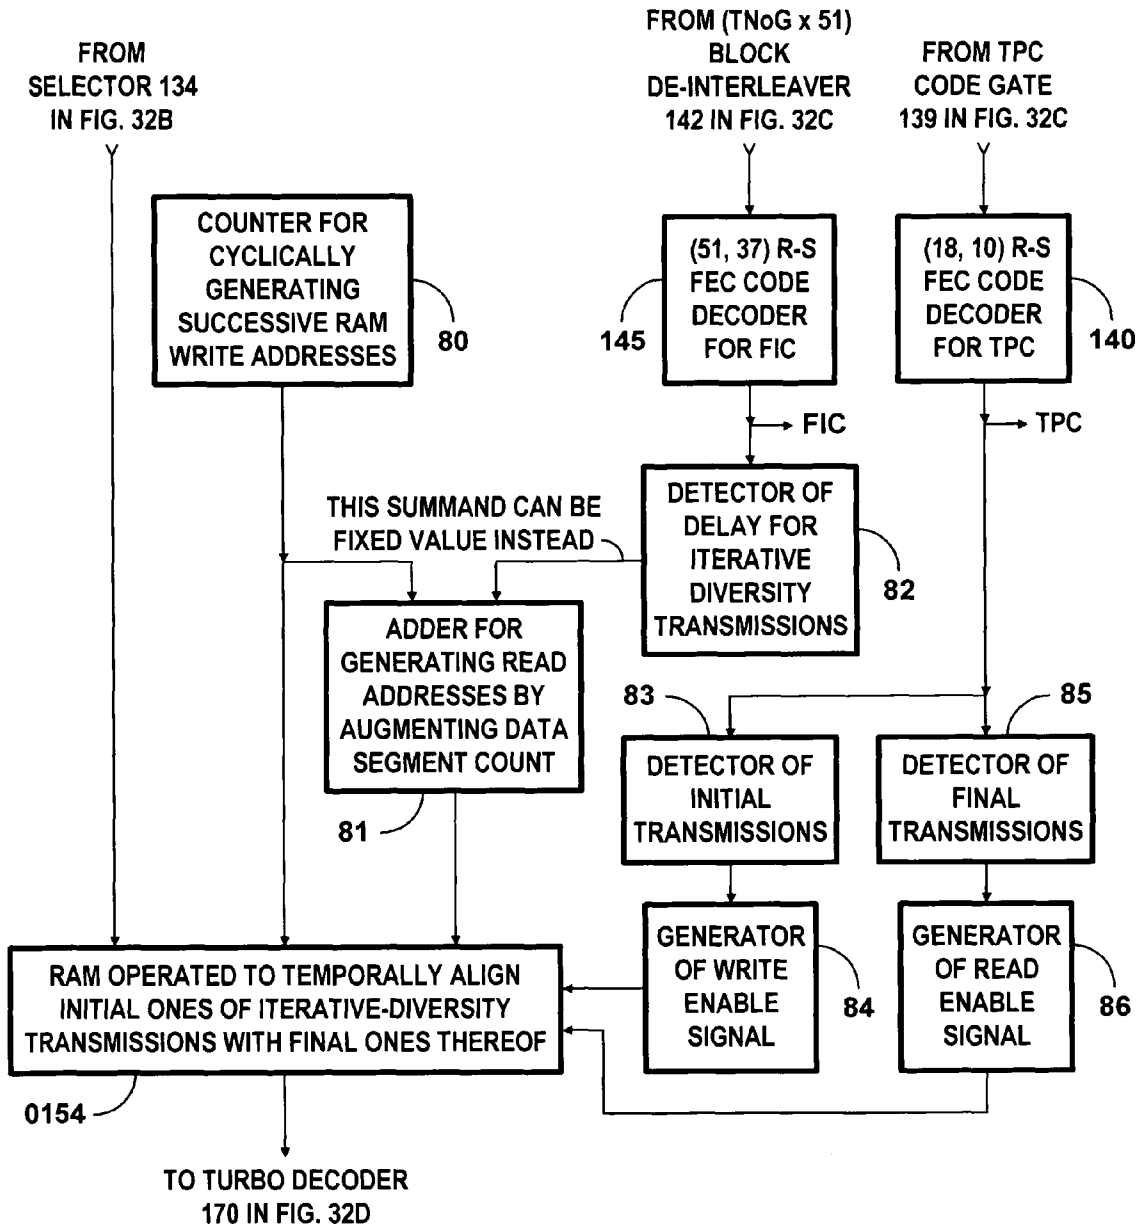 FROM
SELECTOR 134
IN FIG. 32B
FROM (TNoG x 51)
BLOCK
DE-INTERLEAVER
142 IN FIG. 32C
FROM TPC
CODE GATE
139 IN FIG. 32C
COUNTER FOR
CYCLICALLY
GENERATING
SUCCESSIVE RAM
WRITE ADDRESSES
80
(51, 37) R-S
FEC CODE
DECODER
FOR FIC
145
(18, 10) R-S
FEC CODE
DECODER
FOR TPC
140
FIC
TPC
THIS SUMMAND CAN BE
FIXED VALUE INSTEAD
DETECTOR OF
DELAY FOR
ITERATIVE
DIVERSITY
TRANSMISSIONS
82
ADDER FOR
GENERATING READ
ADDRESSES BY
AUGMENTING DATA
SEGMENT COUNT
81
83
DETECTOR OF
INITIAL
TRANSMISSIONS
85
DETECTOR OF
FINAL
TRANSMISSIONS
GENERATOR
OF WRITE
ENABLE
SIGNAL
84
GENERATOR
OF READ
ENABLE
SIGNAL
86
RAM OPERATED TO TEMPORALLY ALIGN
INITIAL ONES OF ITERATIVE-DIVERSITY
TRANSMISSIONS WITH FINAL ONES THEREOF
0154
TO TURBO DECODER
170 IN FIG. 32D